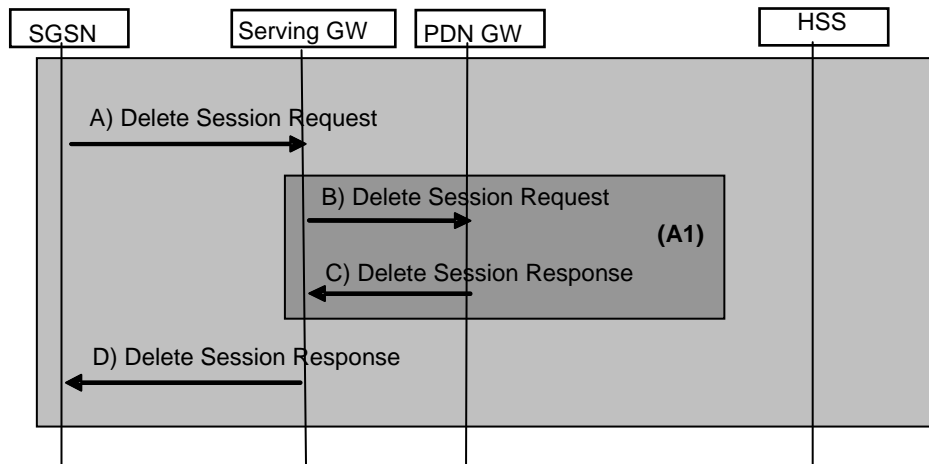 SGSN
Serving GW
PDN GW
HSS
A) Delete Session Request
B) Delete Session Request
(A1)
C) Delete Session Response
D) Delete Session Response